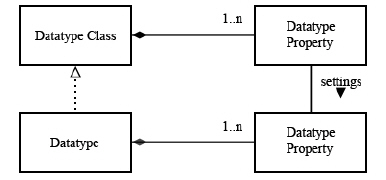 1..n
Datatype Class
Datatype
Property
settings
1..n
Datatype
Datatype
Property